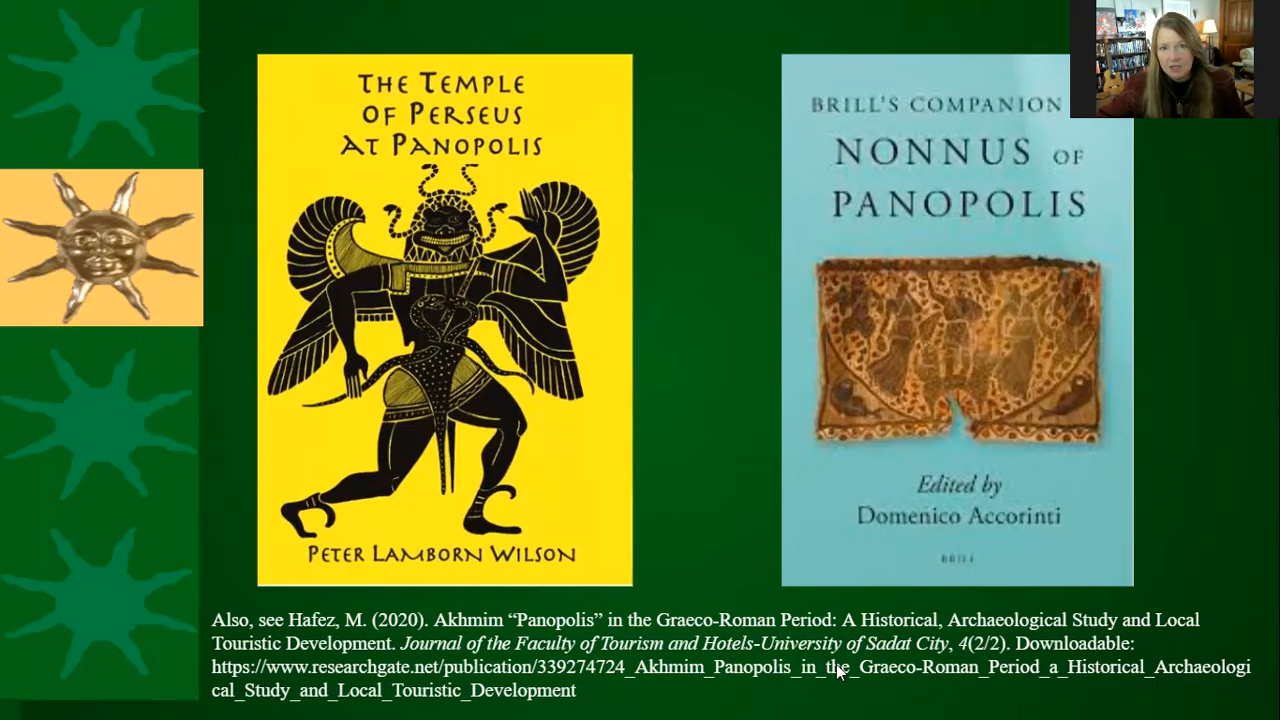 THE TEMPLE
OF PERSEUS
AT PANOPOLIS
PETER LAMBORN WILSON
BRILL'S COMPANION
NONNUS OF
PANOPOLIS
Edited by
Domenico Accorinti
BRILL
Also, see Hafez, M. (2020). Akhmim “Panopolis” in the Graeco-Roman Period: A Historical, Archaeological Study and Local
Touristic Development. Journal of the Faculty of Tourism and Hotels-University of Sadat City, 4(2/2). Downloadable:
https://www.researchgate.net/publication/339274724_Akhmim_Panopolis_in_the_Graeco-Roman_Period_a_Historical_Archaeologi
cal_Study_and_Local_Touristic_Development